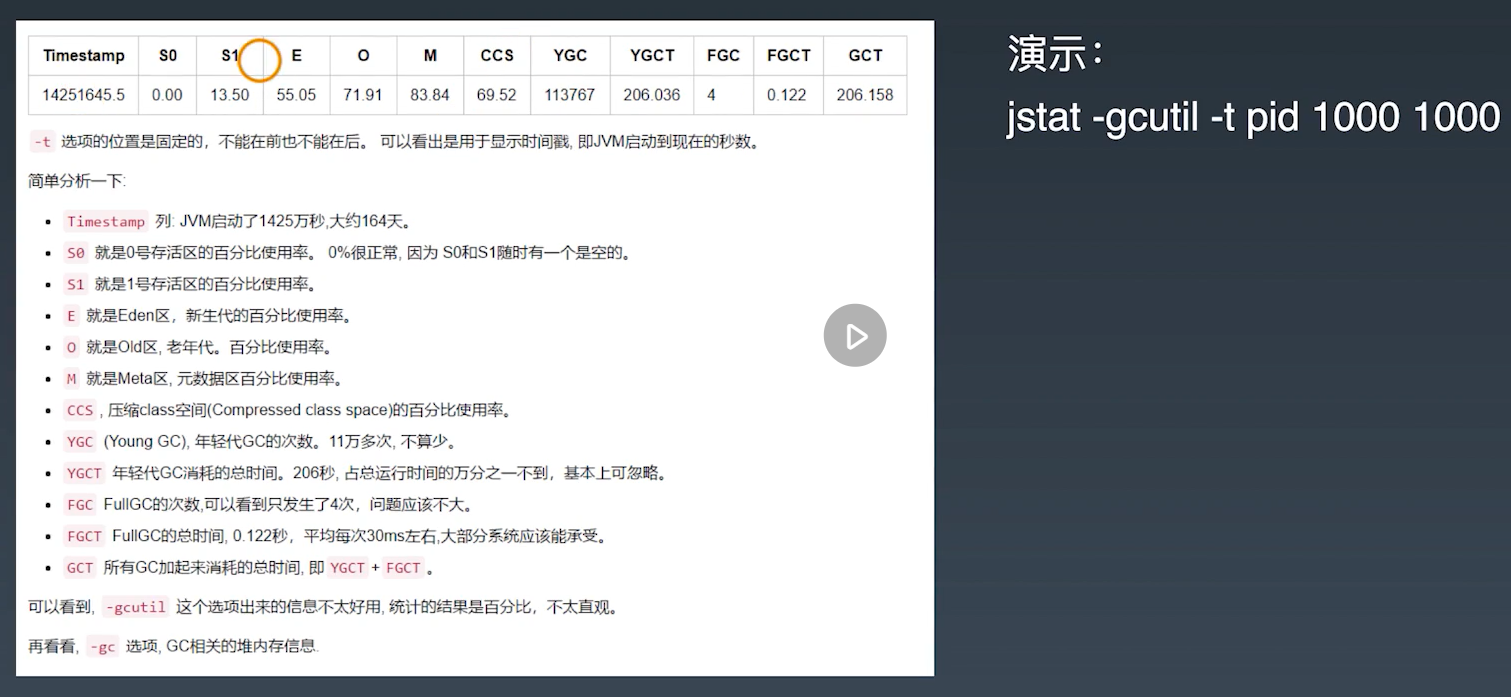 Timestamp S0 S1 E O M CCS YGC YGCT FGC FGCT GCT
14251645.5 0.00 13.50 55.05 71.91 83.84 69.52 113767 206.036 4 0.122 206.158
-t 选项的位置是固定的，不能在前也不能在后。 可以看出是用于显示时间戳, 即JVM启动到现在的秒数。
简单分析一下:
• Timestamp 列: JVM启动了1425万秒,大约164天。
• S0 就是0号存活区的百分比使用率。 0%很正常, 因为 S0和S1随时有一个是空的。
• S1 就是1号存活区的百分比使用率。
• E 就是Eden区，新生代的百分比使用率。
• O 就是Old区, 老年代。百分比使用率。
• M 就是Meta区, 元数据区百分比使用率。
• CCS , 压缩class空间(Compressed class space)的百分比使用率。
• YGC (Young GC), 年轻代GC的次数。11万多次, 不算少。
• YGCT 年轻代GC消耗的总时间。206秒, 占总运行时间的万分之一不到，基本上可忽略。
• FGC FullGC的次数,可以看到只发生了4次，问题应该不大。
• FGCT FullGC的总时间, 0.122秒，平均每次30ms左右,大部分系统应该能承受。
• GCT 所有GC加起来消耗的总时间, 即 YGCT + FGCT 。
可以看到, -gcutil 这个选项出来的信息不太好用, 统计的结果是百分比，不太直观。
再看看, -gc 选项, GC相关的堆内存信息.
演示：
jstat -gcutil -t pid 1000 1000